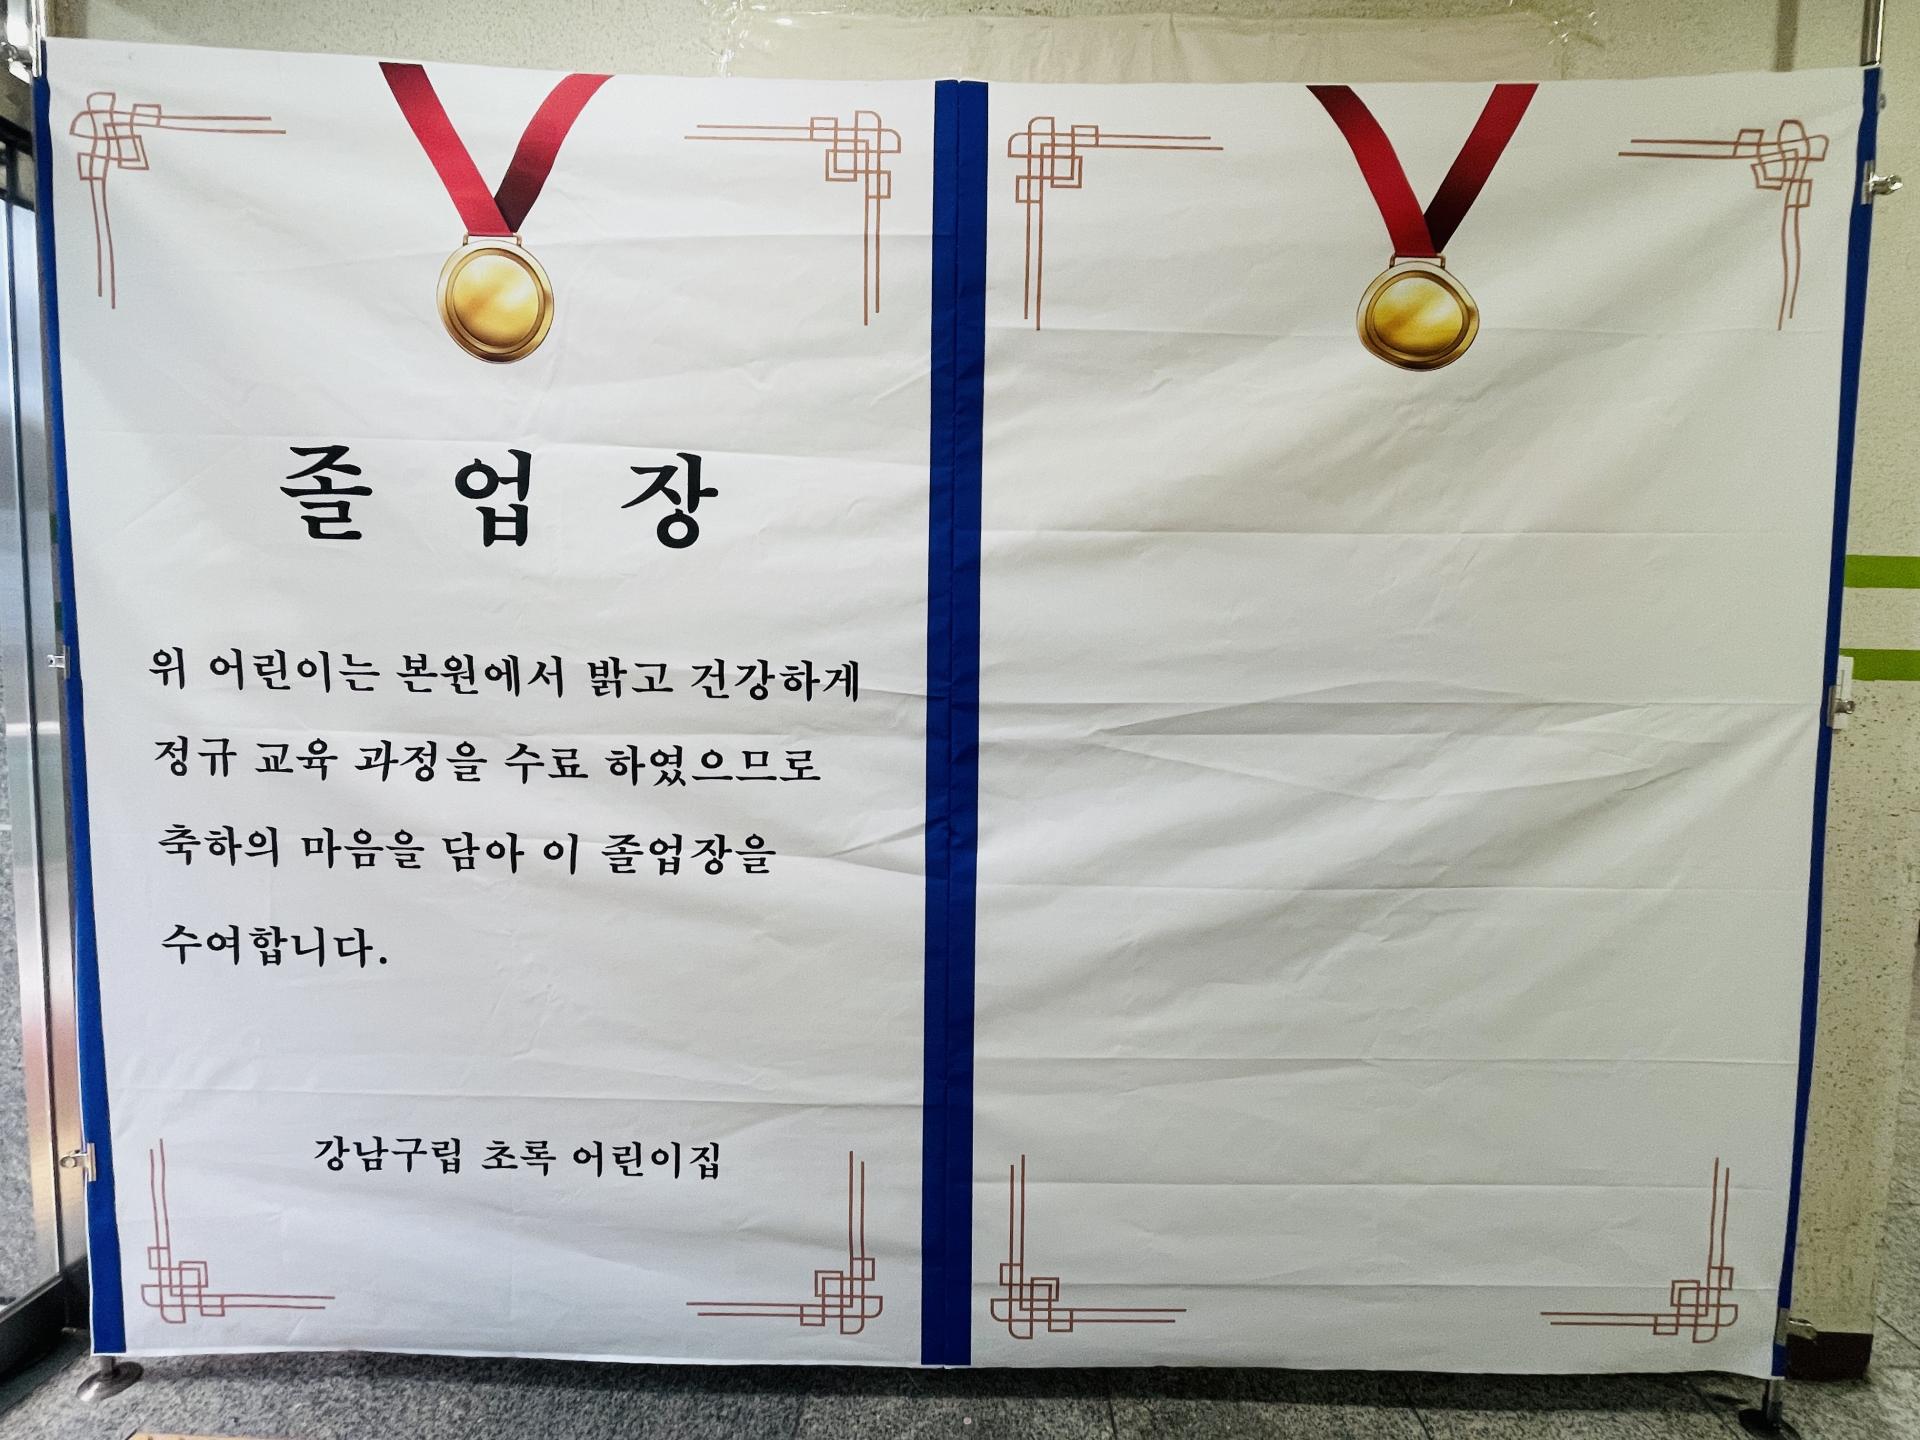 졸 업 장
위 어린이는 본원에서 밝고 건강하게
정규 교육 과정을 수료 하였으므로
축하의 마음을 담아 이 졸업장을
수여합니다.
강남구립 초록 어린이집